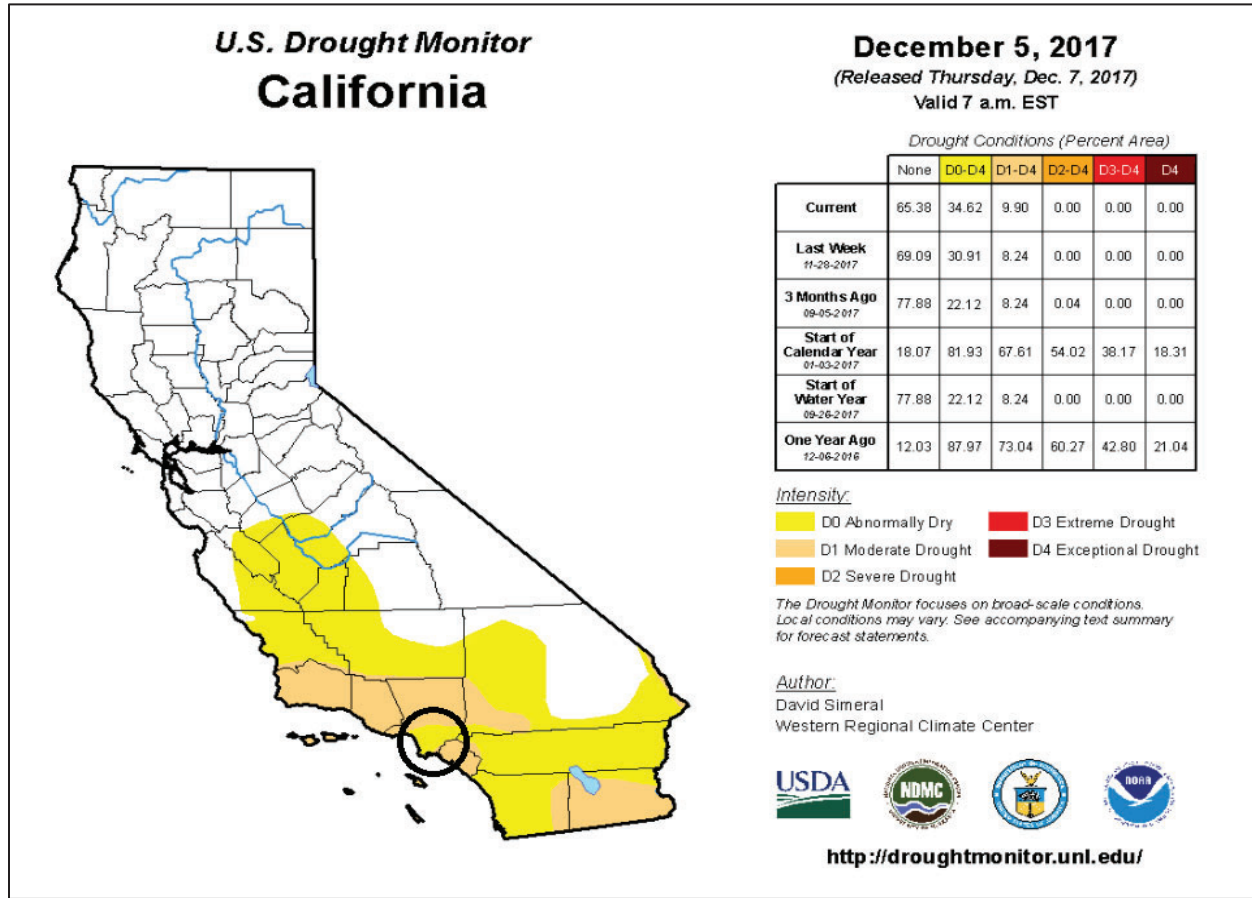 U.S. Drought Monitor
California
December 5, 2017
(Released Thursday, Dec. 7, 2017)
Valid 7 a.m. EST
Drought Conditions (Percent Area)
None D0-D4 D1-D4 D2-D4 D3-D4 D4
Current 65.38 34.62 9.90 0.00 0.00 0.00
Last Week
11-28-2017 69.09 30.91 8.24 0.00 0.00 0.00
3 Months Ago
09-05-2017 77.88 22.12 8.24 0.04 0.00 0.00
Start of
Calendar Year
01-03-2017 18.07 81.93 67.61 54.02 38.17 18.31
Start of
Water Year
09-26-2017 77.88 22.12 8.24 0.00 0.00 0.00
One Year Ago
12-06-2016 12.03 87.97 73.04 60.27 42.80 21.04
Intensity:
D0 Abnormally Dry
D1 Moderate Drought
D2 Severe Drought
D3 Extreme Drought
D4 Exceptional Drought
The Drought Monitor focuses on broad-scale conditions.
Local conditions may vary. See accompanying text summary
for forecast statements.
Author:
David Simeral
Western Regional Climate Center
USDA
NDMC
NOAA
http://droughtmonitor.unl.edu/